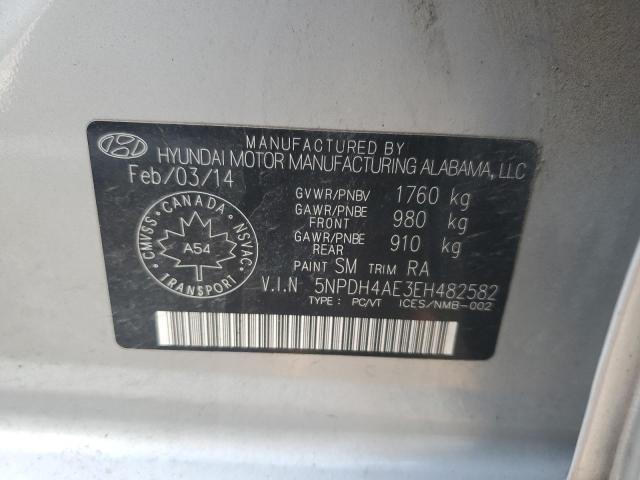 MANUFACTURED BY
HYUNDAI MOTOR MANUFACTURING ALABAMA, LLC
Feb/03/14
GVWR/PNBV 1760 kg
GAWR/PNBE FRONT 980 kg
GAWR/PNBE REAR 910 kg
PAINT SM TRIM RA
V.I.N 5NPDH4AE3EH482582
TYPE : PC/VT ICES/NMB-002
CANADA
CMVSS
NSVAC
A54
TRANSPORT